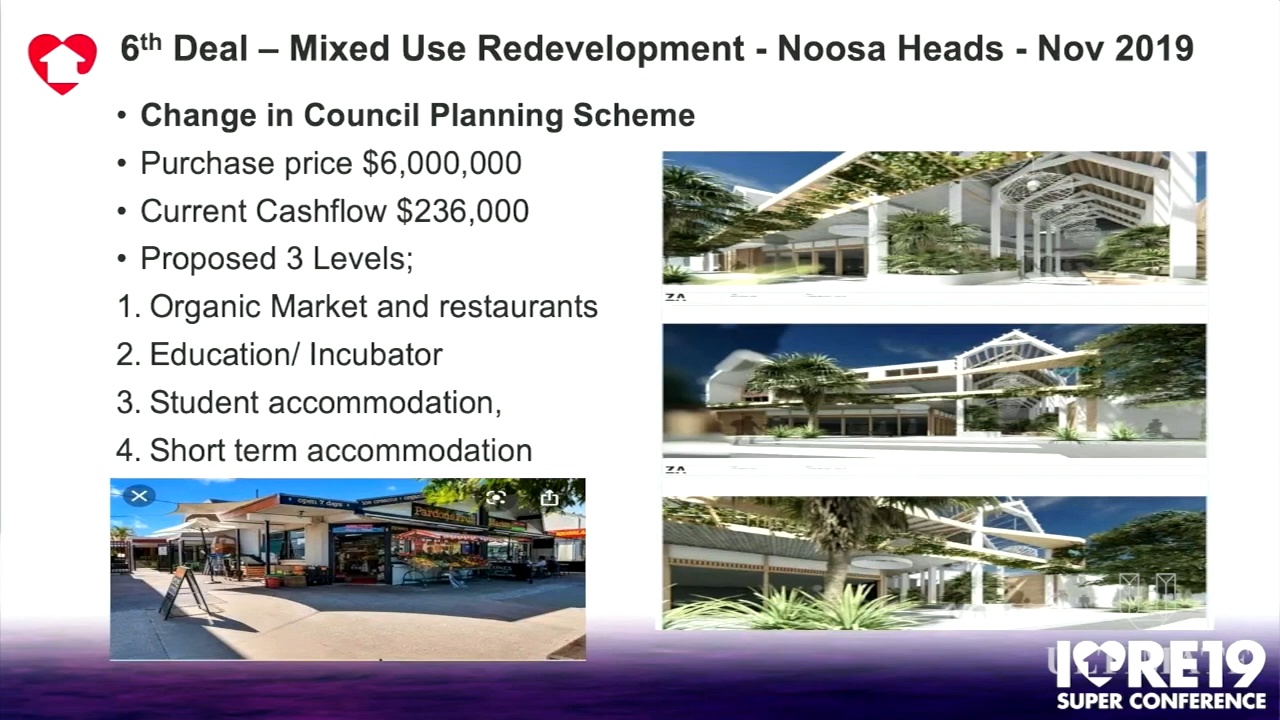 6th Deal – Mixed Use Redevelopment - Noosa Heads - Nov 2019
• Change in Council Planning Scheme
• Purchase price $6,000,000
• Current Cashflow $236,000
• Proposed 3 Levels;
1. Organic Market and restaurants
2. Education/ Incubator
3. Student accommodation,
4. Short term accommodation
open 7 days
ZA
ZA
RE19
SUPER CONFERENCE